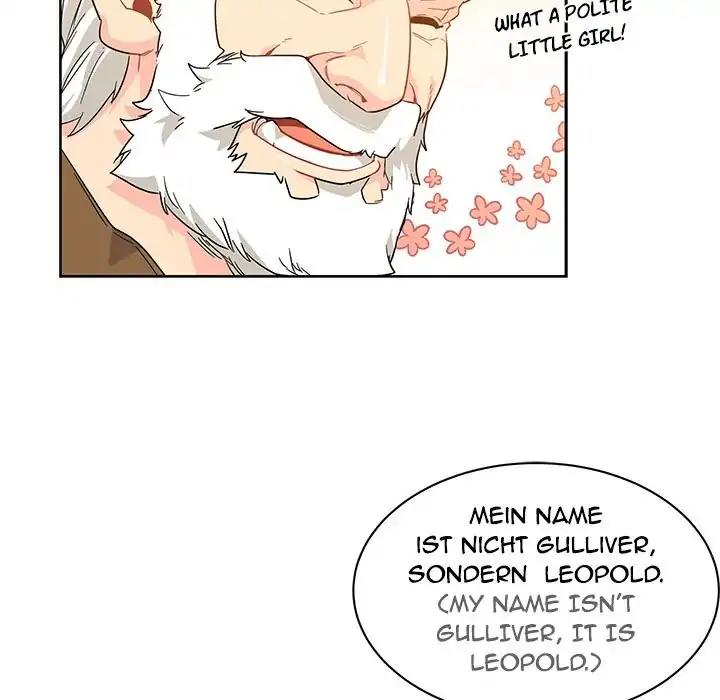 WHAT A POLITE
LITTLE GIRL!
MEIN NAME
IST NICHT GULLIVER,
SONDERN LEOPOLD.
(MY NAME ISN'T
GULLIVER, IT IS
LEOPOLD.)